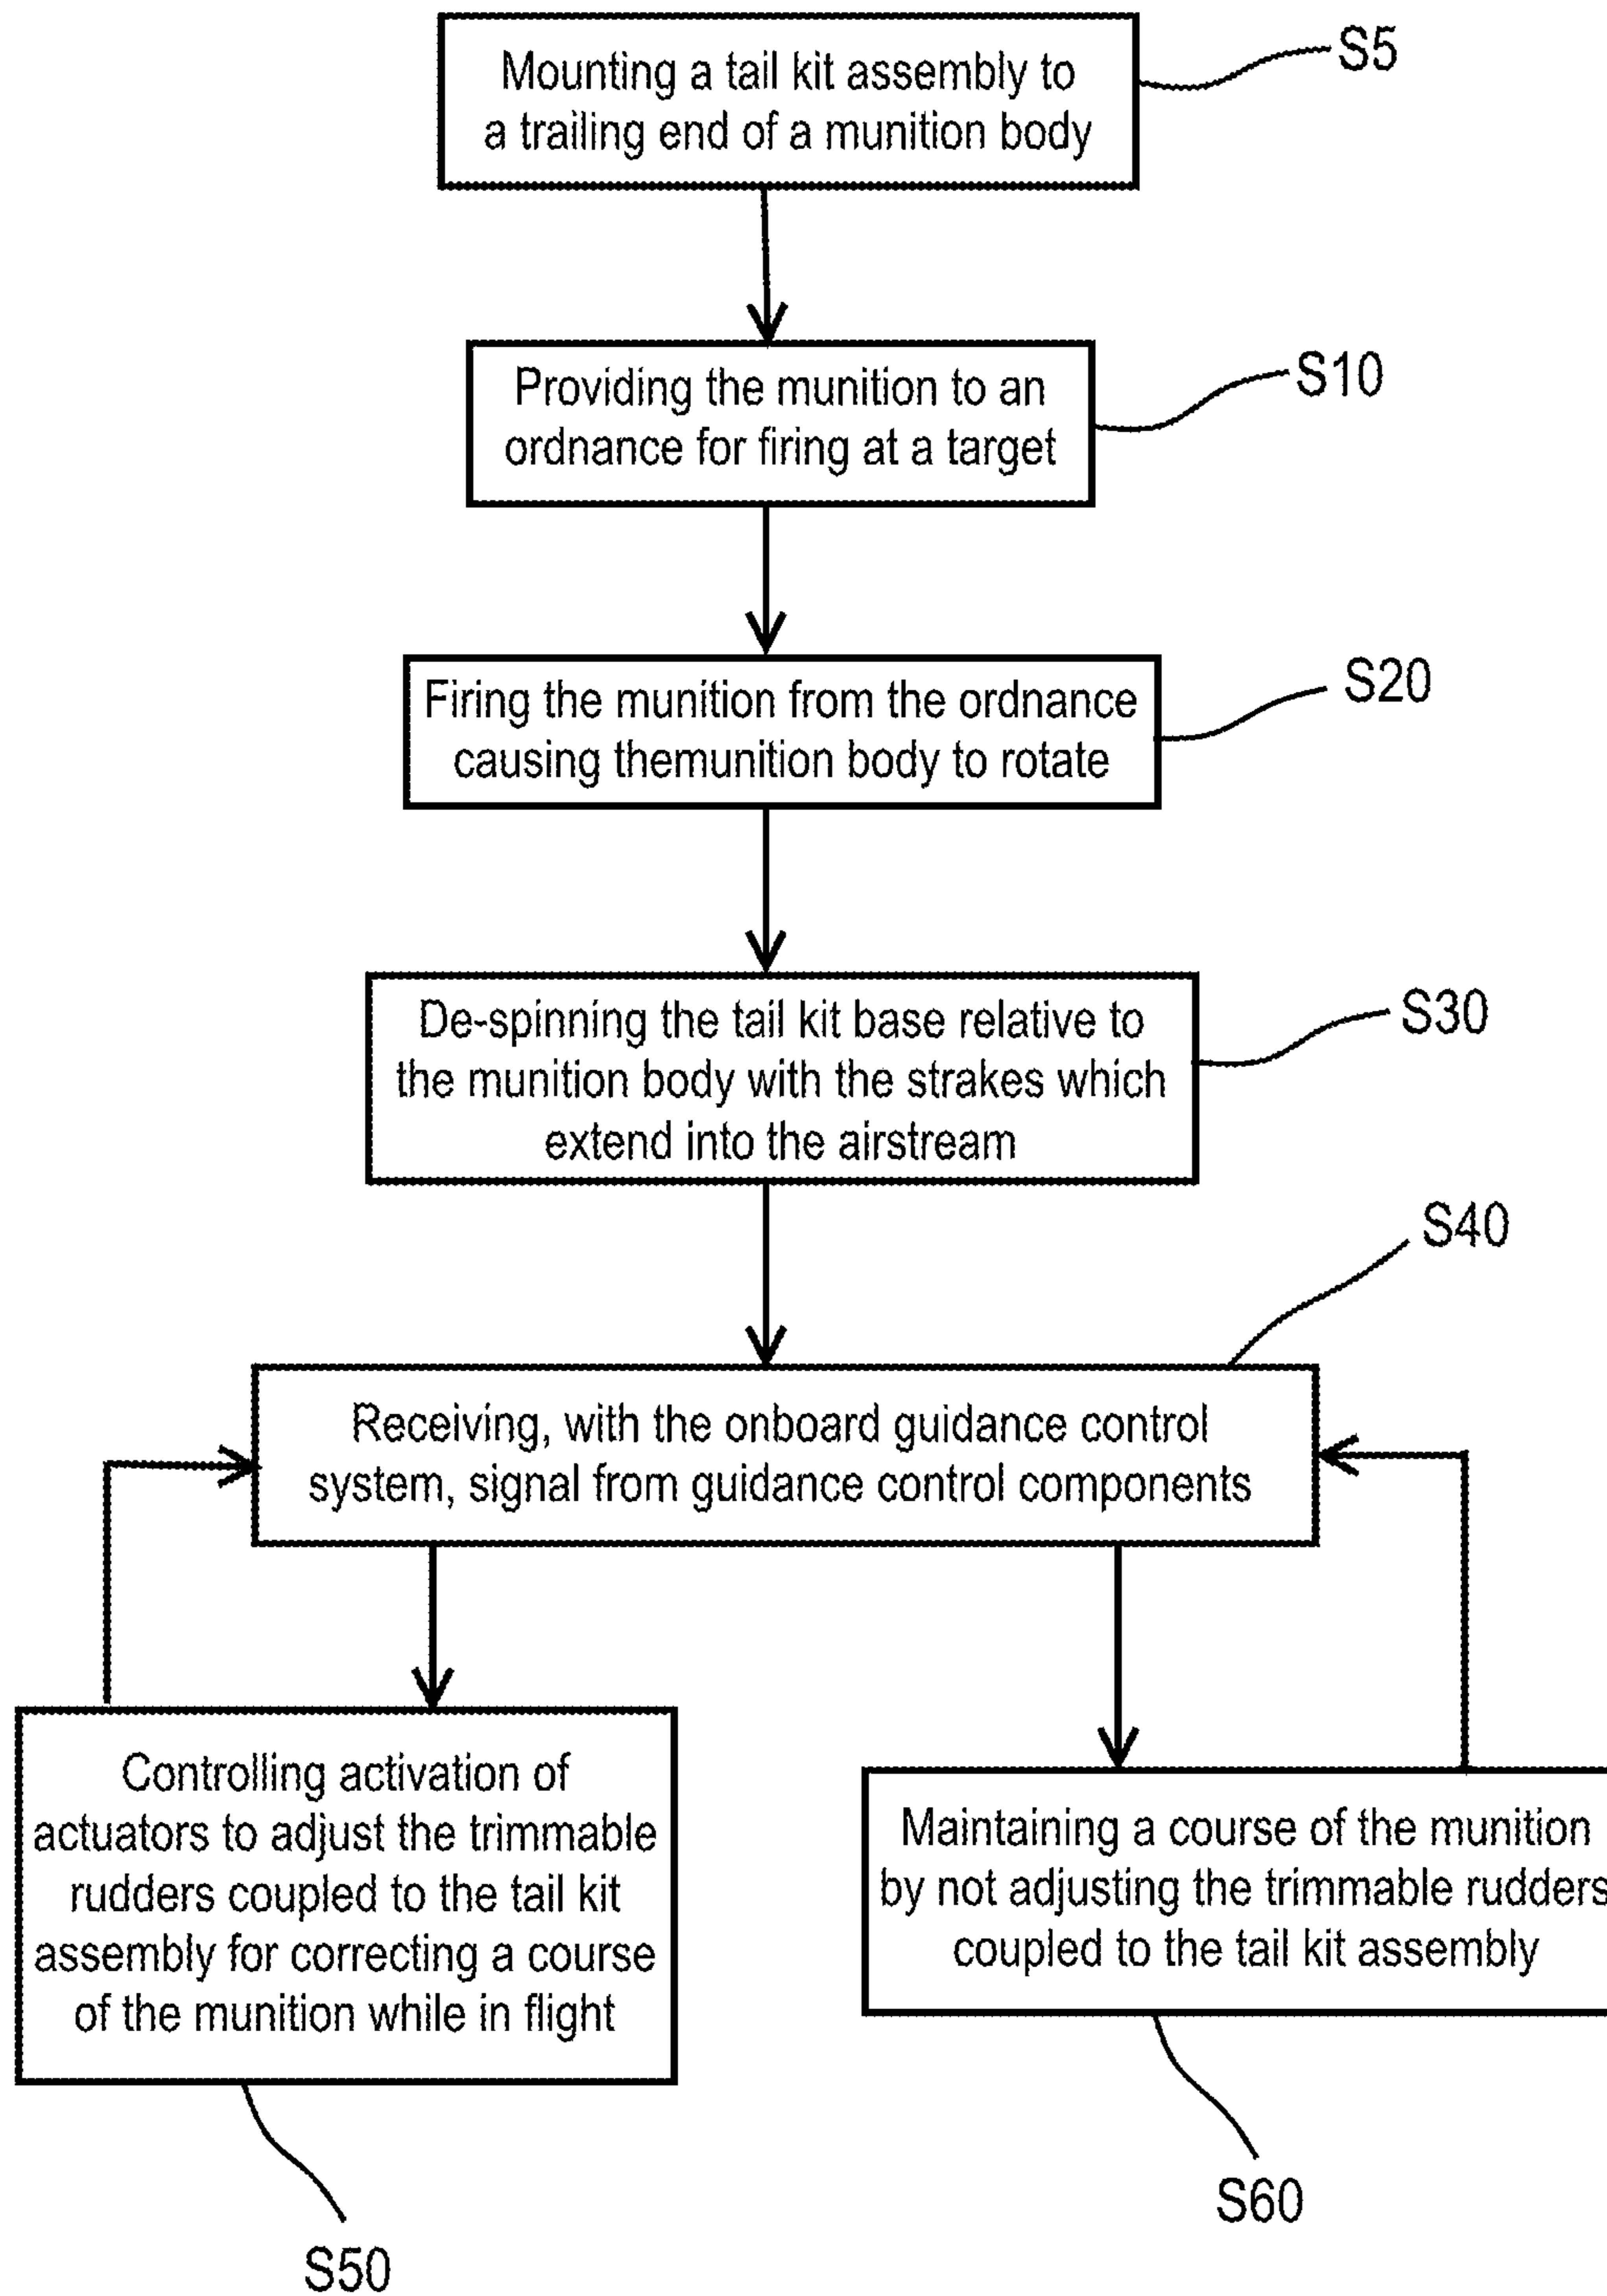 Mounting a tail kit assembly to
a trailing end of a munition body
S5
Providing the munition to an
ordnance for firing at a target
S10
Firing the munition from the ordnance
causing themunition body to rotate
S20
De-spinning the tail kit base relative to
the munition body with the strakes which
extend into the airstream
S30
S40
Receiving, with the onboard guidance control
system, signal from guidance control components
Controlling activation of
actuators to adjust the trimmable
rudders coupled to the tail kit
assembly for correcting a course
of the munition while in flight
S50
Maintaining a course of the munition
by not adjusting the trimmable rudders
coupled to the tail kit assembly
S60